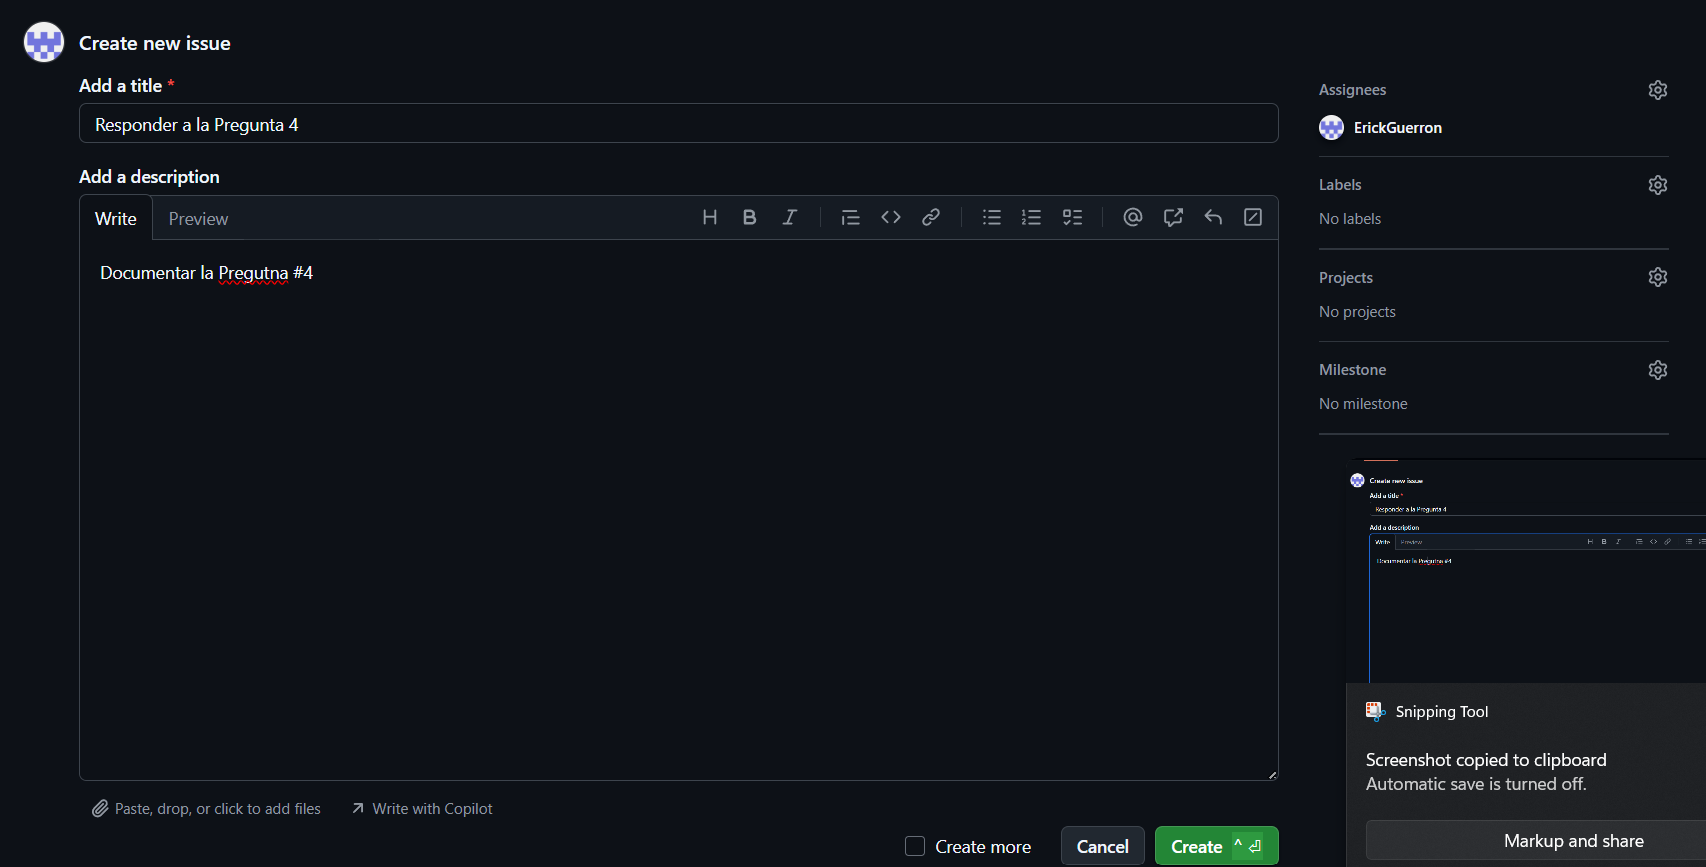 Create new issue
Add a title *
Responder a la Pregunta 4
Add a description
Write Preview
Documentar la Pregutna #4
Paste, drop, or click to add files Write with Copilot
Create more Cancel Create
Assignees
ErickGuerron
Labels
No labels
Projects
No projects
Milestone
No milestone
Create new issue
Add a title *
Responder a la Pregunta 4
Add a description
Write Preview
Documentar la Pregutna #4
Snipping Tool
Screenshot copied to clipboard
Automatic save is turned off.
Markup and share